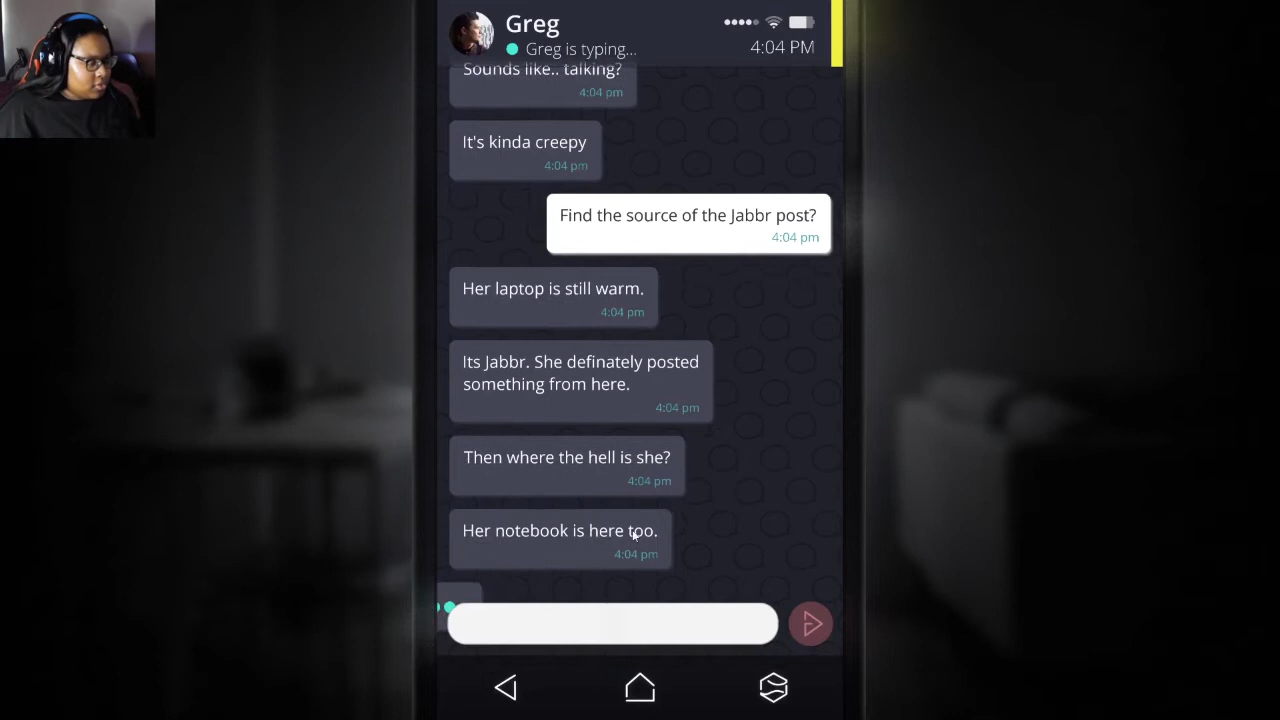 Greg
Greg is typing...
4:04 PM
Sounds like.. talking?
4:04 pm
It's kinda creepy
4:04 pm
Find the source of the Jabbr post?
4:04 pm
Her laptop is still warm.
4:04 pm
Its Jabbr. She definately posted
something from here.
4:04 pm
Then where the hell is she?
4:04 pm
Her notebook is here too.
4:04 pm